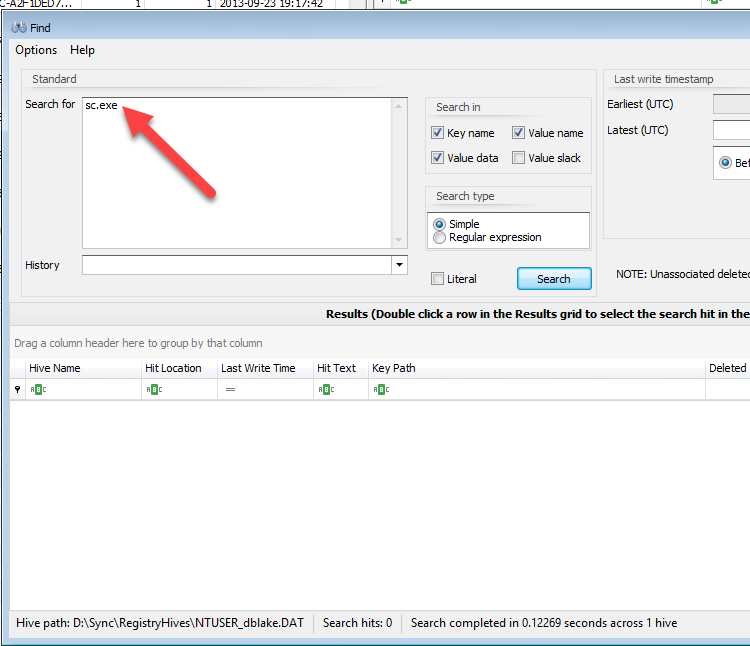 C-A2F1DED7... 1 1 2013-09-23 19:17:42
Find
Options Help
Standard
Last write timestamp
Search for
sc.exe
Search in
Key name
Value name
Value data
Value slack
Earliest (UTC)
Latest (UTC)
Bef
Search type
Simple
Regular expression
History
Literal
Search
NOTE: Unassociated deleted
Results (Double click a row in the Results grid to select the search hit in the
Drag a column header here to group by that column
Hive Name Hit Location Last Write Time Hit Text Key Path Deleted
ABC ABC = ABC ABC
Hive path: D:\Sync\RegistryHives\NTUSER_dblake.DAT Search hits: 0 Search completed in 0.12269 seconds across 1 hive